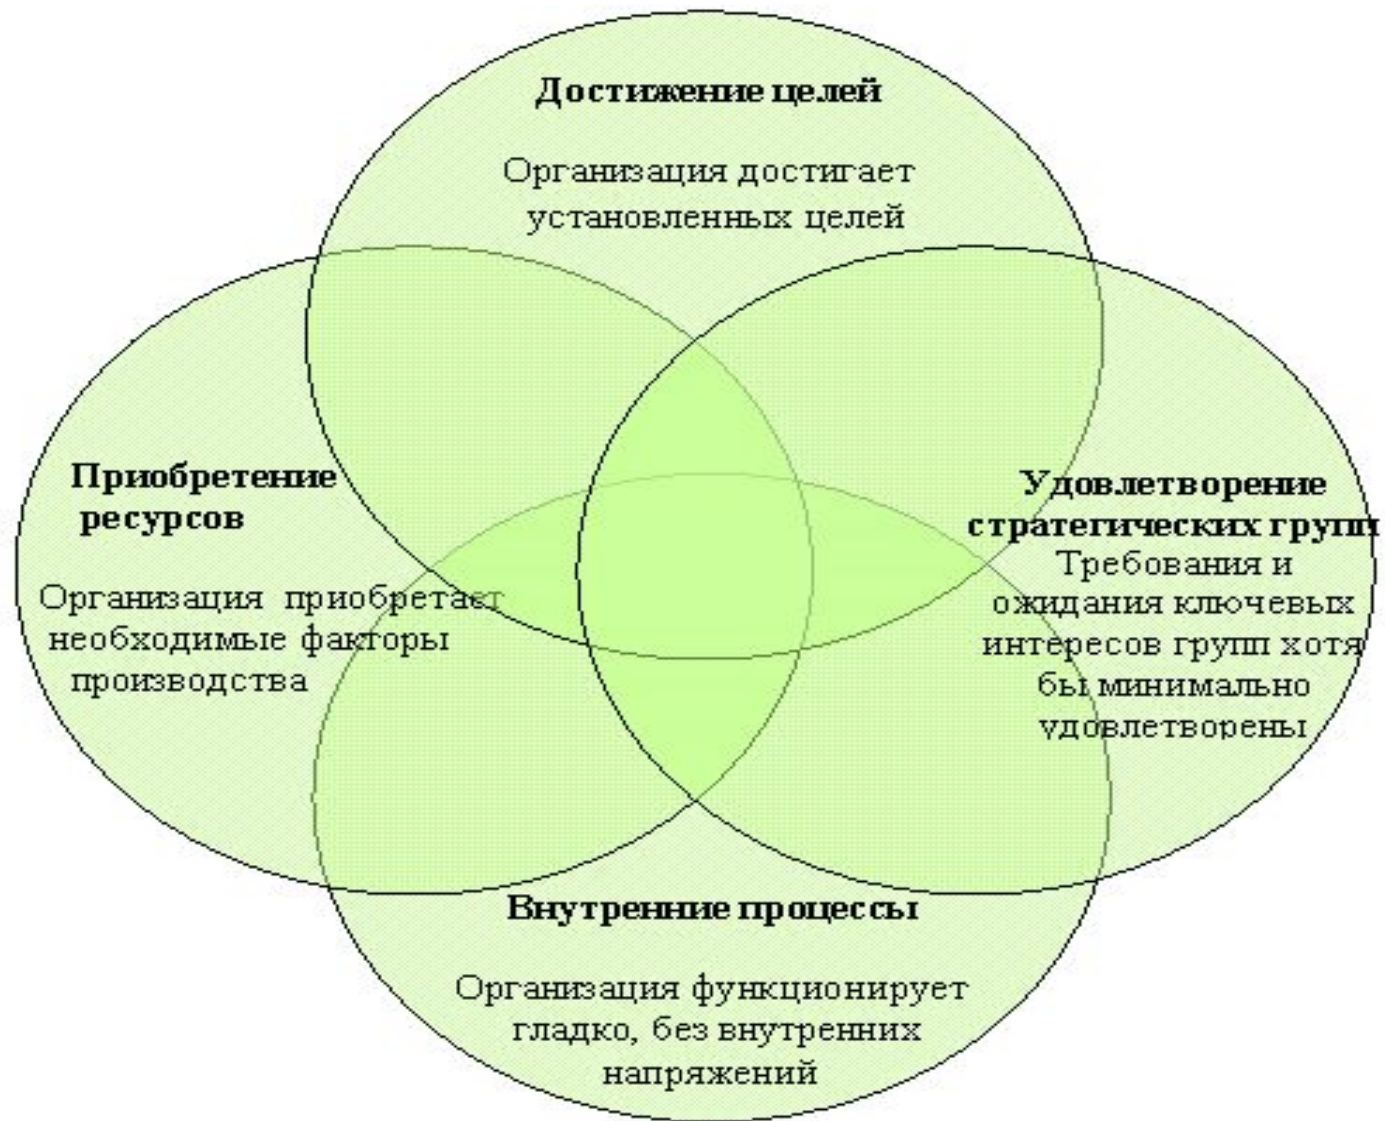 Достижение целей
Организация достигает
установленных целей
Приобретение
ресурсов
Организация приобретает
необходимые факторы
производства
Удовлетворение
стратегических групп
Требования и
ожидания ключевых
интересов групп хотя
бы минимально
удовлетворены
Внутренние процессы
Организация функционирует
гладко, без внутренних
напряжений